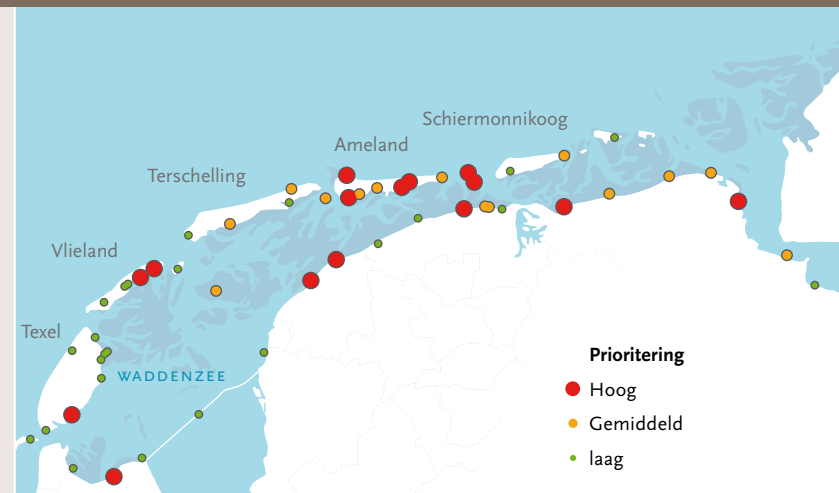 Schiermonnikoog
Ameland
Terschelling
Vlieland
Texel
WADDENZEE
Prioritering
Hoog
Gemiddeld
laag